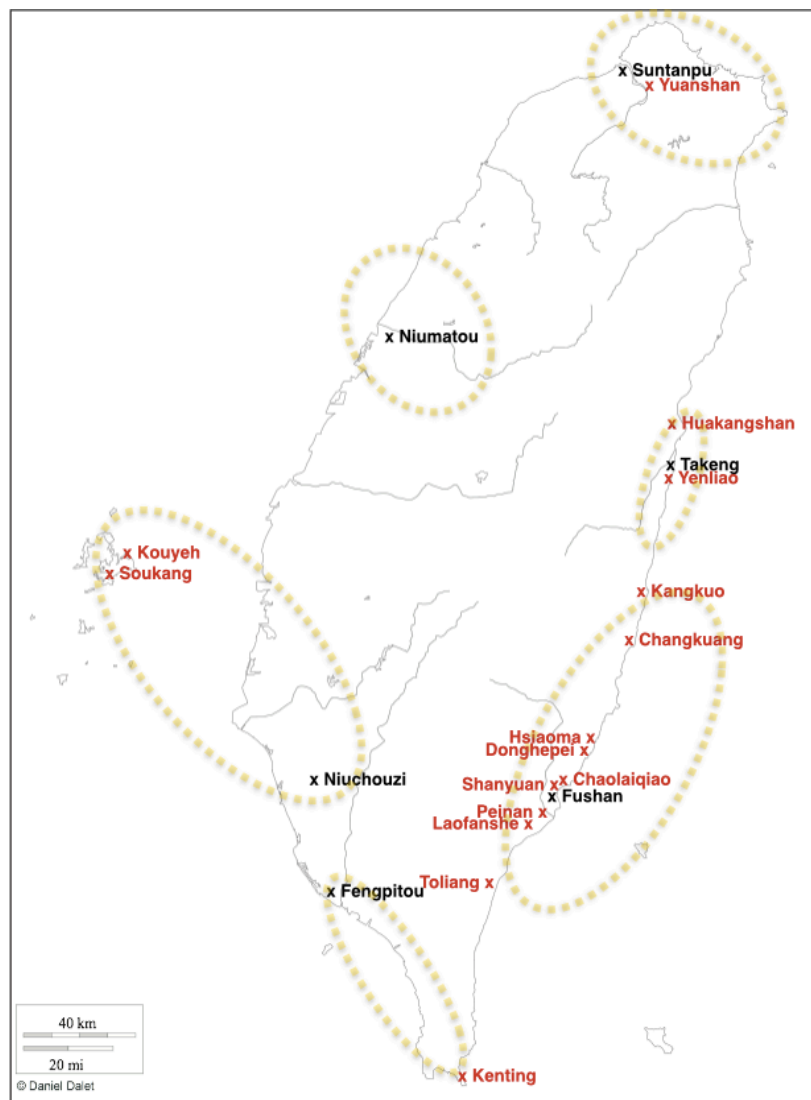 x Suntanpu
x Yuanshan
x Niumatou
x Huakangshan
x Takeng
x Yenliao
x Kouyeh
x Soukang
x Kangkuo
x Changkuang
Hsiaoma x
Donghepei x
x Niuchouzi
x Chaolaiqiao
Shanyuan x
x Fushan
Peinan x
Laofanshe x
Toliang x
x Fengpitou
x Kenting
40 km
20 mi
© Daniel Dalet